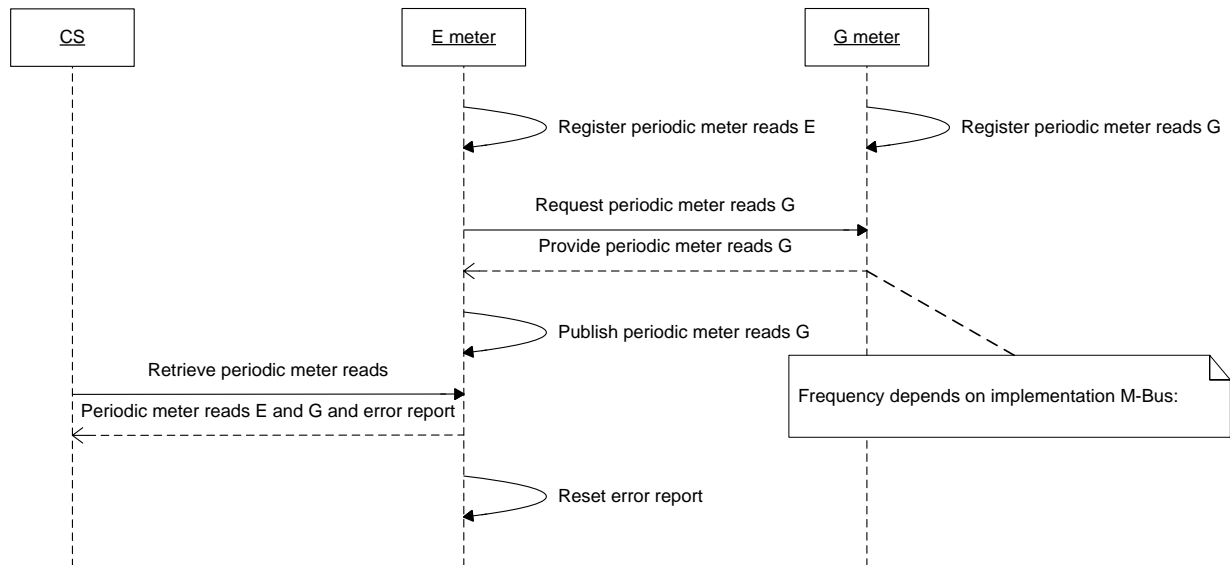 CS
E meter
G meter
Register periodic meter reads E
Register periodic meter reads G
Request periodic meter reads G
Provide periodic meter reads G
Publish periodic meter reads G
Retrieve periodic meter reads
Periodic meter reads E and G and error report
Frequency depends on implementation M-Bus:
Reset error report